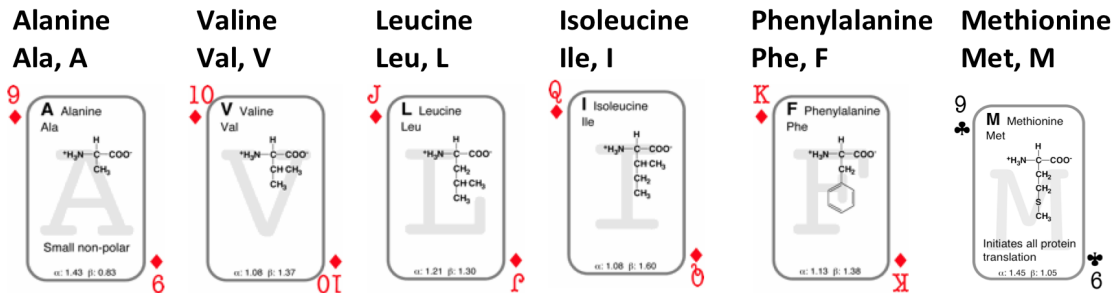 Alanine
Ala, A
9
A Alanine
Ala
H
⁺H₃N-C-COO⁻
CH₃
A
Small non-polar
α: 1.43 β: 0.83
9
Valine
Val, V
10
V Valine
Val
H
⁺H₃N-C-COO⁻
CH·CH₃
CH₃
V
α: 1.08 β: 1.37
10
Leucine
Leu, L
J
L Leucine
Leu
H
⁺H₃N-C-COO⁻
CH₂
CH·CH₃
CH₃
L
α: 1.21 β: 1.30
J
Isoleucine
Ile, I
Q
I Isoleucine
Ile
H
⁺H₃N-C-COO⁻
CH·CH₃
CH₂
CH₃
I
α: 1.08 β: 1.60
Q
Phenylalanine
Phe, F
K
F Phenylalanine
Phe
H
⁺H₃N-C-COO⁻
CH₂
F
α: 1.13 β: 1.38
K
Methionine
Met, M
9
M Methionine
Met
H
⁺H₃N-C-COO⁻
CH₂
CH₂
S
CH₃
M
Initiates all protein
translation
α: 1.45 β: 1.05
9